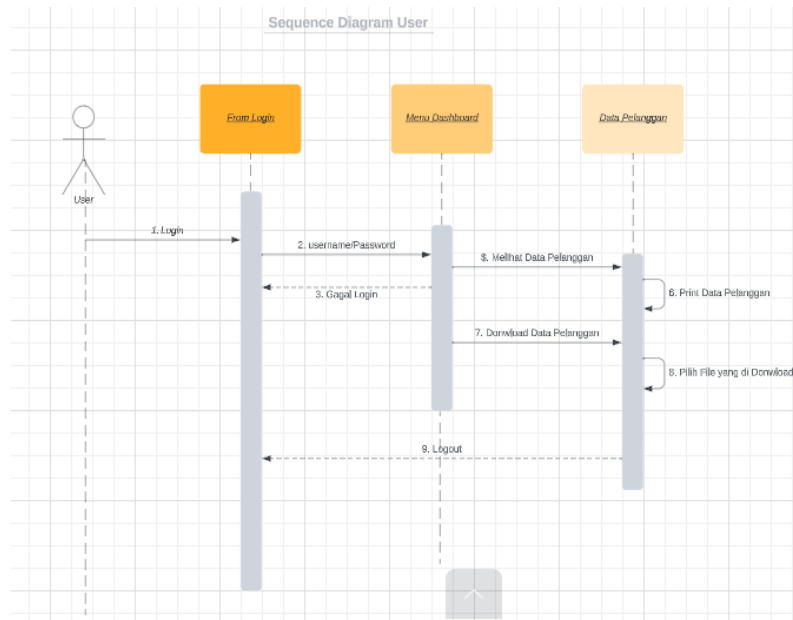 Sequence Diagram User
From Login
Menu Dashboard
Data Pelanggan
User
1. Login
2. username/Password
$. Melihat Data Pelanggan
3. Gagal Login
6. Print Data Pelanggan
7. Donwload Data Pelanggan
8. Pilih File yang di Donwload
9. Logout